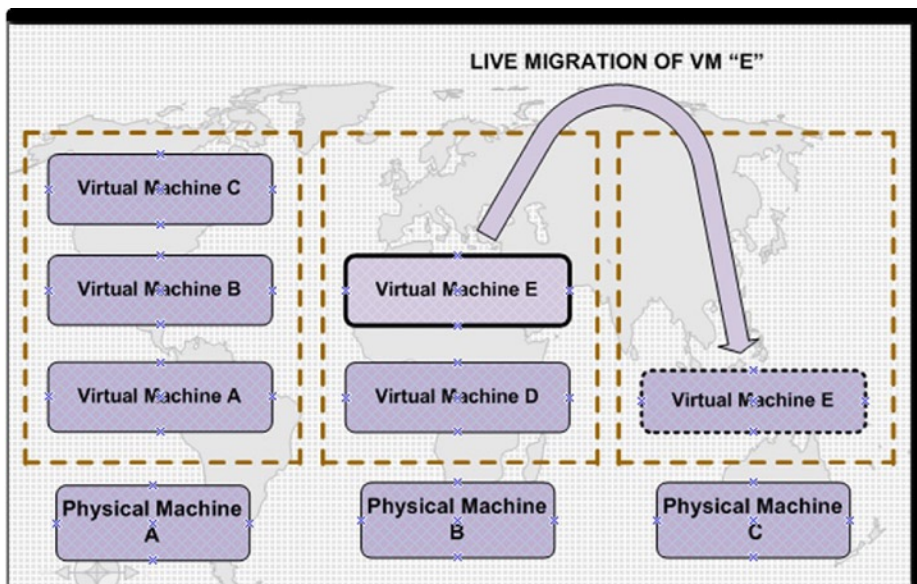 LIVE MIGRATION OF VM “E”
Virtual Machine C
Virtual Machine B
Virtual Machine E
Virtual Machine A
Virtual Machine D
Virtual Machine E
Physical Machine
A
Physical Machine
B
Physical Machine
C